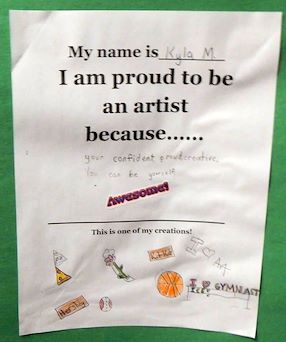 My name is Kyla M.
I am proud to be
an artist
because......
your confident proud creative.
You can be yourself
Awesome!
This is one of my creations!
I ♡ Art
I ♡ GYMNAST